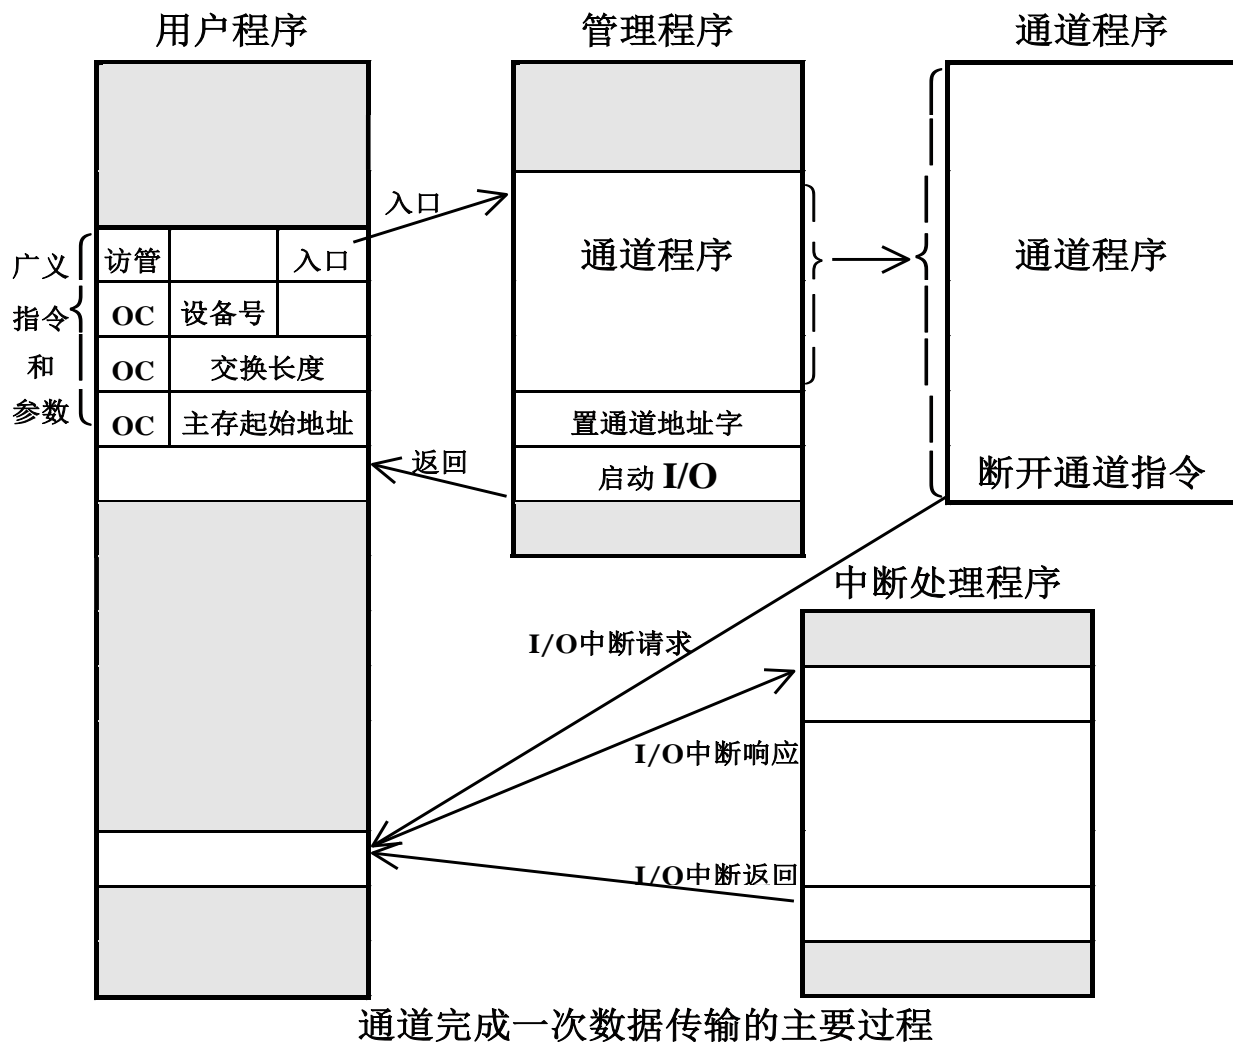 用户程序
管理程序
通道程序
入口
广义
指令
和
参数
访管
入口
OC
设备号
OC
交换长度
OC
主存起始地址
返回
通道程序
置通道地址字
启动 I/O
通道程序
断开通道指令
中断处理程序
I/O中断请求
I/O中断响应
I/O中断返回
通道完成一次数据传输的主要过程